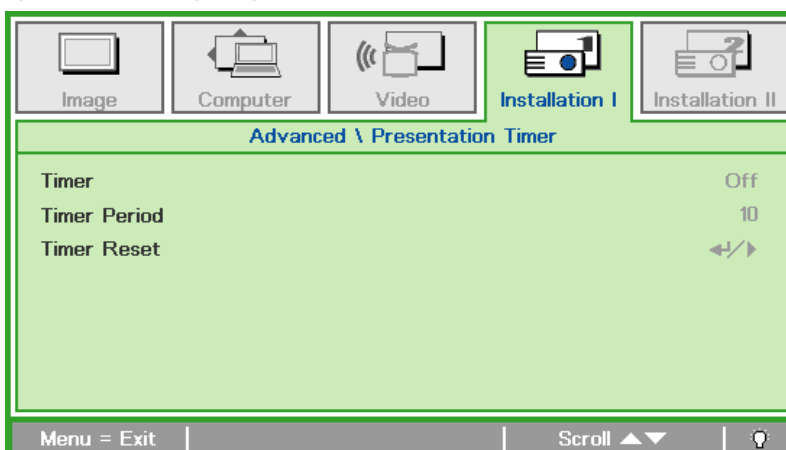 Image Computer Video Installation I Installation II
Advanced \ Presentation Timer
Timer Off
Timer Period 10
Timer Reset ↵/▶
Menu = Exit Scroll ▲▼